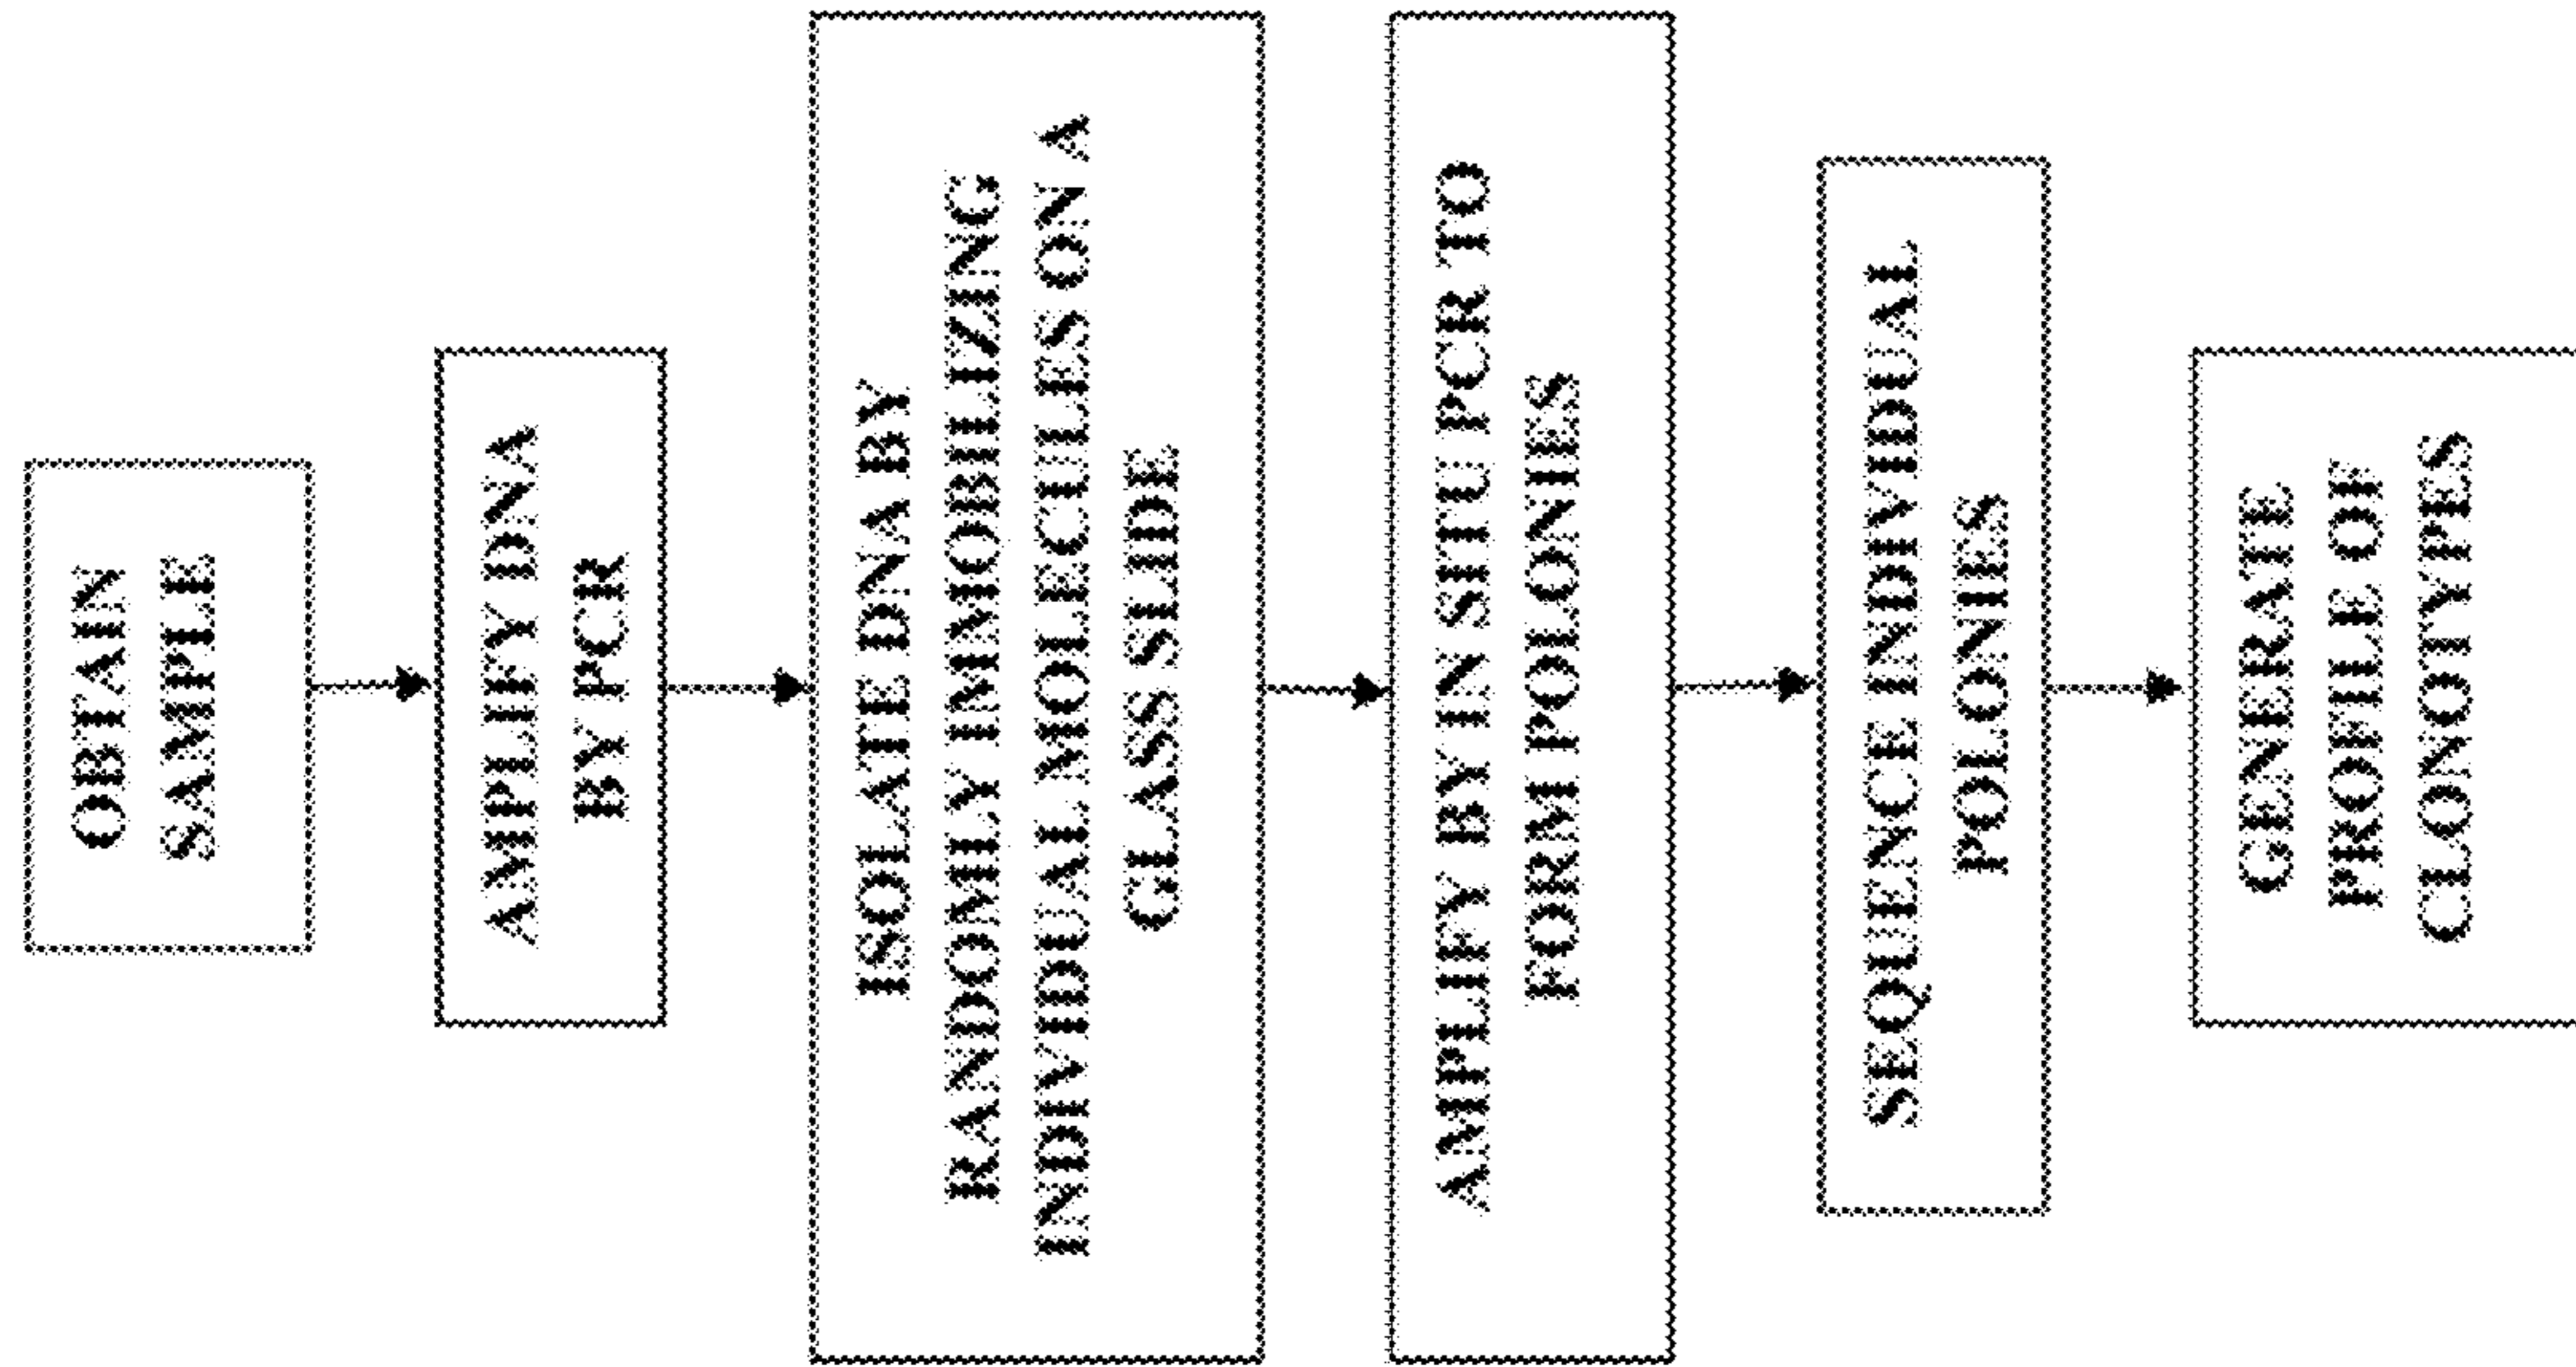 OBTAIN
SAMPLE
AMPLIFY DNA
BY PCR
ISOLATE DNA BY
RANDOMLY IMMOBILIZING
INDIVIDUAL MOLECULES ON A
GLASS SLIDE
AMPLIFY BY IN SITU PCR TO
FORM POLONIES
SEQUENCE INDIVIDUAL
POLONIES
GENERATE
PROFILE OF
CLONOTYPES